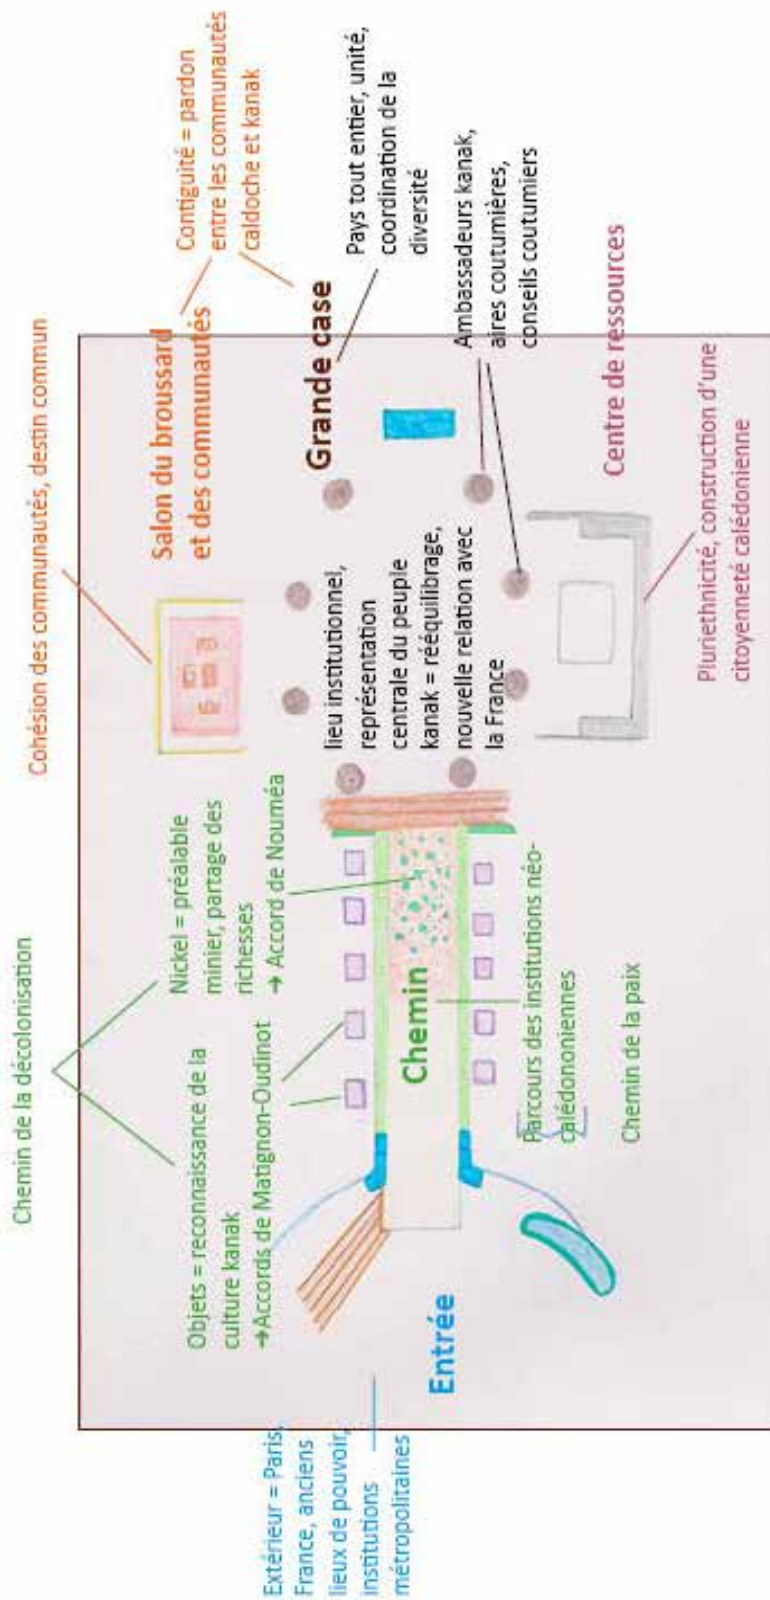 Chemin de la décolonisation
Cohésion des communautés, destin commun
Contiguïté = pardon
entre les communautés
caldoche et kanak
Objets = reconnaissance de la
culture kanak
→Accords de Matignon-Oudinot
Nickel = préalable
minier, partage des
richesses
→ Accord de Nouméa
Salon du broussard
et des communautés
Extérieur = Paris,
France, anciens
lieux de pouvoir,
institutions
métropolitaines
Entrée
Chemin
lieu institutionnel,
représentation
centrale du peuple
kanak = rééquilibrage,
nouvelle relation avec
la France
Grande case
Pays tout entier, unité,
coordination de la
diversité
Ambassadeurs kanak,
aires coutumières,
conseils coutumiers
Parcours des institutions néo-
calédononiennes
Chemin de la paix
Centre de ressources
Pluriethnicité, construction d'une
citoyenneté calédonienne